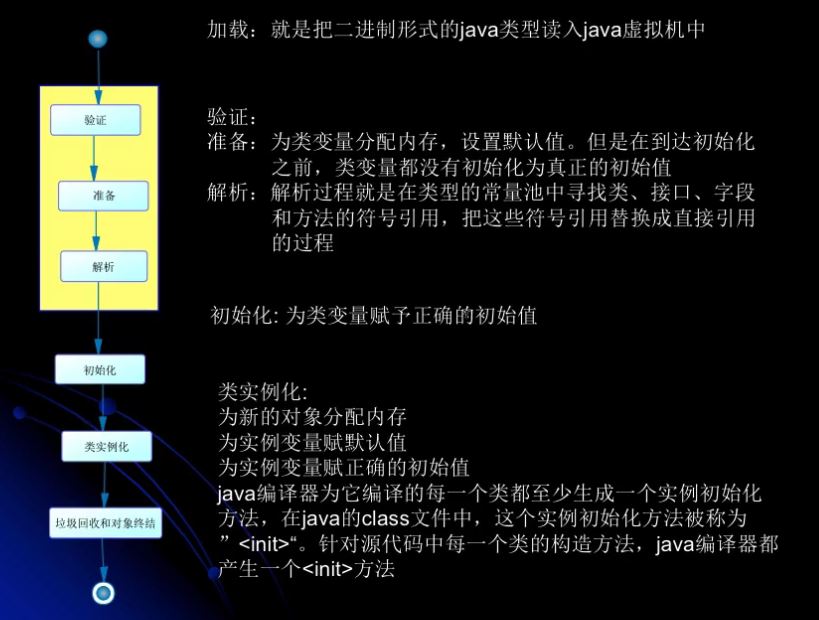 加载：就是把二进制形式的java类型读入java虚拟机中
验证：
准备：为类变量分配内存，设置默认值。但是在到达初始化
之前，类变量都没有初始化为真正的初始值
解析：解析过程就是在类型的常量池中寻找类、接口、字段
和方法的符号引用，把这些符号引用替换成直接引用
的过程
初始化: 为类变量赋予正确的初始值
类实例化:
为新的对象分配内存
为实例变量赋默认值
为实例变量赋正确的初始值
java编译器为它编译的每一个类都至少生成一个实例初始化
方法，在java的class文件中，这个实例初始化方法被称为
”<init>“。针对源代码中每一个类的构造方法，java编译器都
产生一个<init>方法
验证
准备
解析
初始化
类实例化
垃圾回收和对象终结